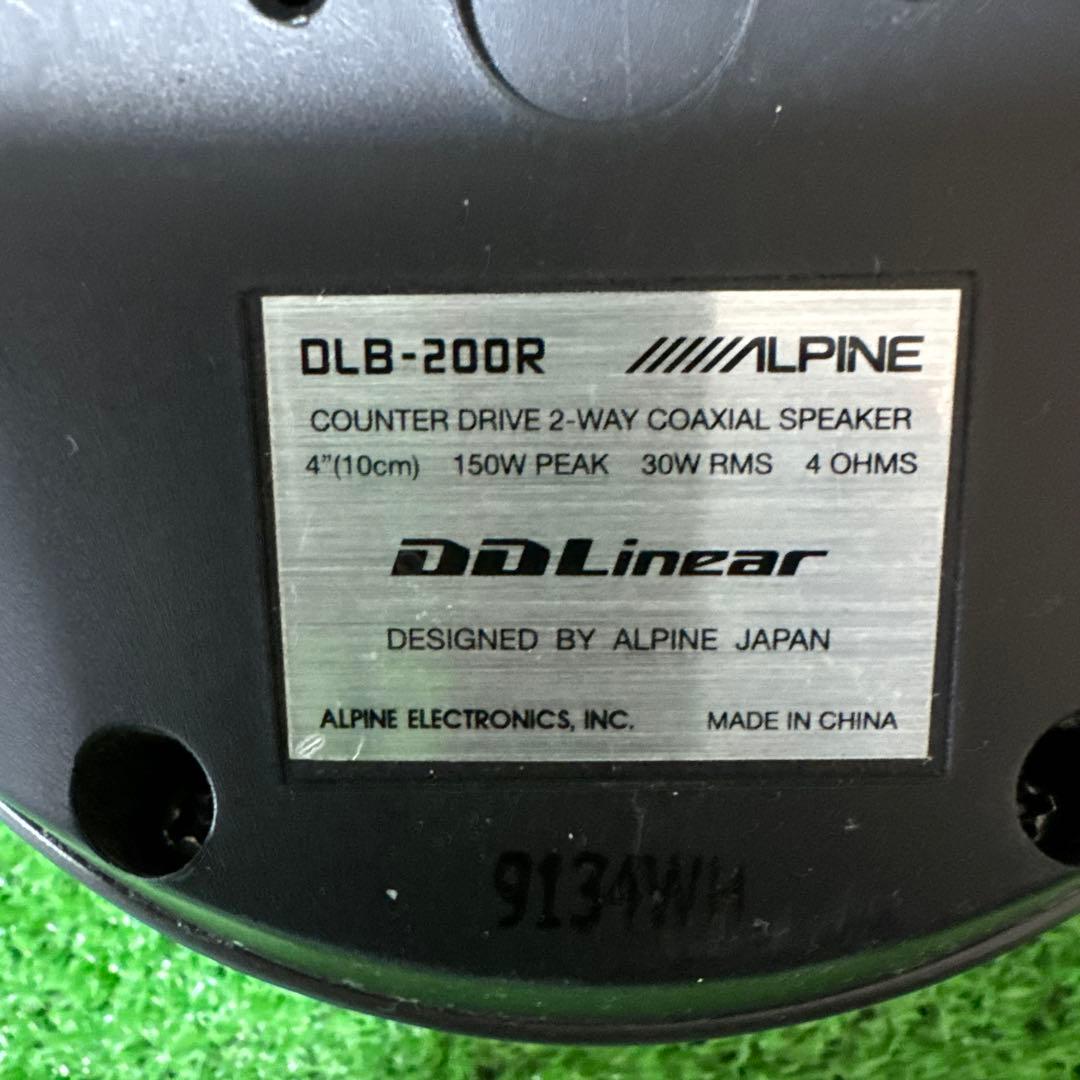 DLB-200R ALPINE
COUNTER DRIVE 2-WAY COAXIAL SPEAKER
4"(10cm) 150W PEAK 30W RMS 4 OHMS
DDLinear
DESIGNED BY ALPINE JAPAN
ALPINE ELECTRONICS, INC. MADE IN CHINA
9134WH